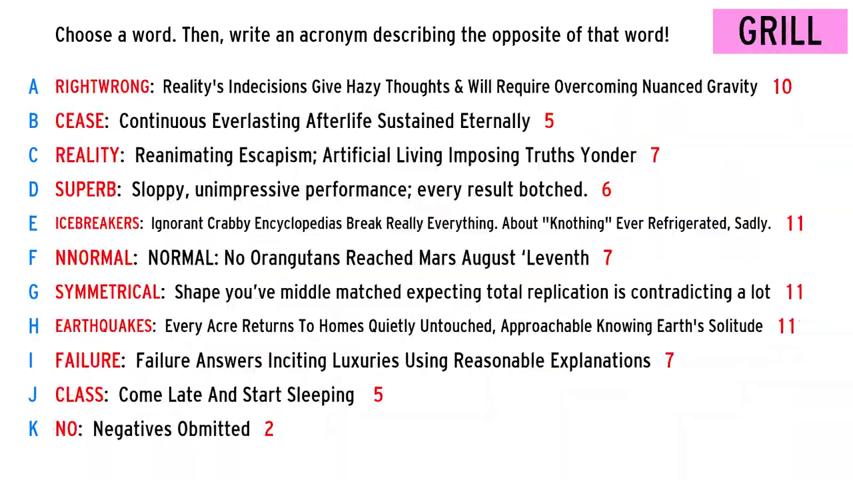 Choose a word. Then, write an acronym describing the opposite of that word!
GRILL
A RIGHTWRONG: Reality's Indecisions Give Hazy Thoughts & Will Require Overcoming Nuanced Gravity 10
B CEASE: Continuous Everlasting Afterlife Sustained Eternally 5
C REALITY: Reanimating Escapism; Artificial Living Imposing Truths Yonder 7
D SUPERB: Sloppy, unimpressive performance; every result botched. 6
E ICEBREAKERS: Ignorant Crabby Encyclopedias Break Really Everything. About "Knothing" Ever Refrigerated, Sadly. 11
F NNORMAL: NORMAL: No Orangutans Reached Mars August ‘Leventh 7
G SYMMETRICAL: Shape you’ve middle matched expecting total replication is contradicting a lot 11
H EARTHQUAKES: Every Acre Returns To Homes Quietly Untouched, Approachable Knowing Earth's Solitude 11
I FAILURE: Failure Answers Inciting Luxuries Using Reasonable Explanations 7
J CLASS: Come Late And Start Sleeping 5
K NO: Negatives Obmitted 2